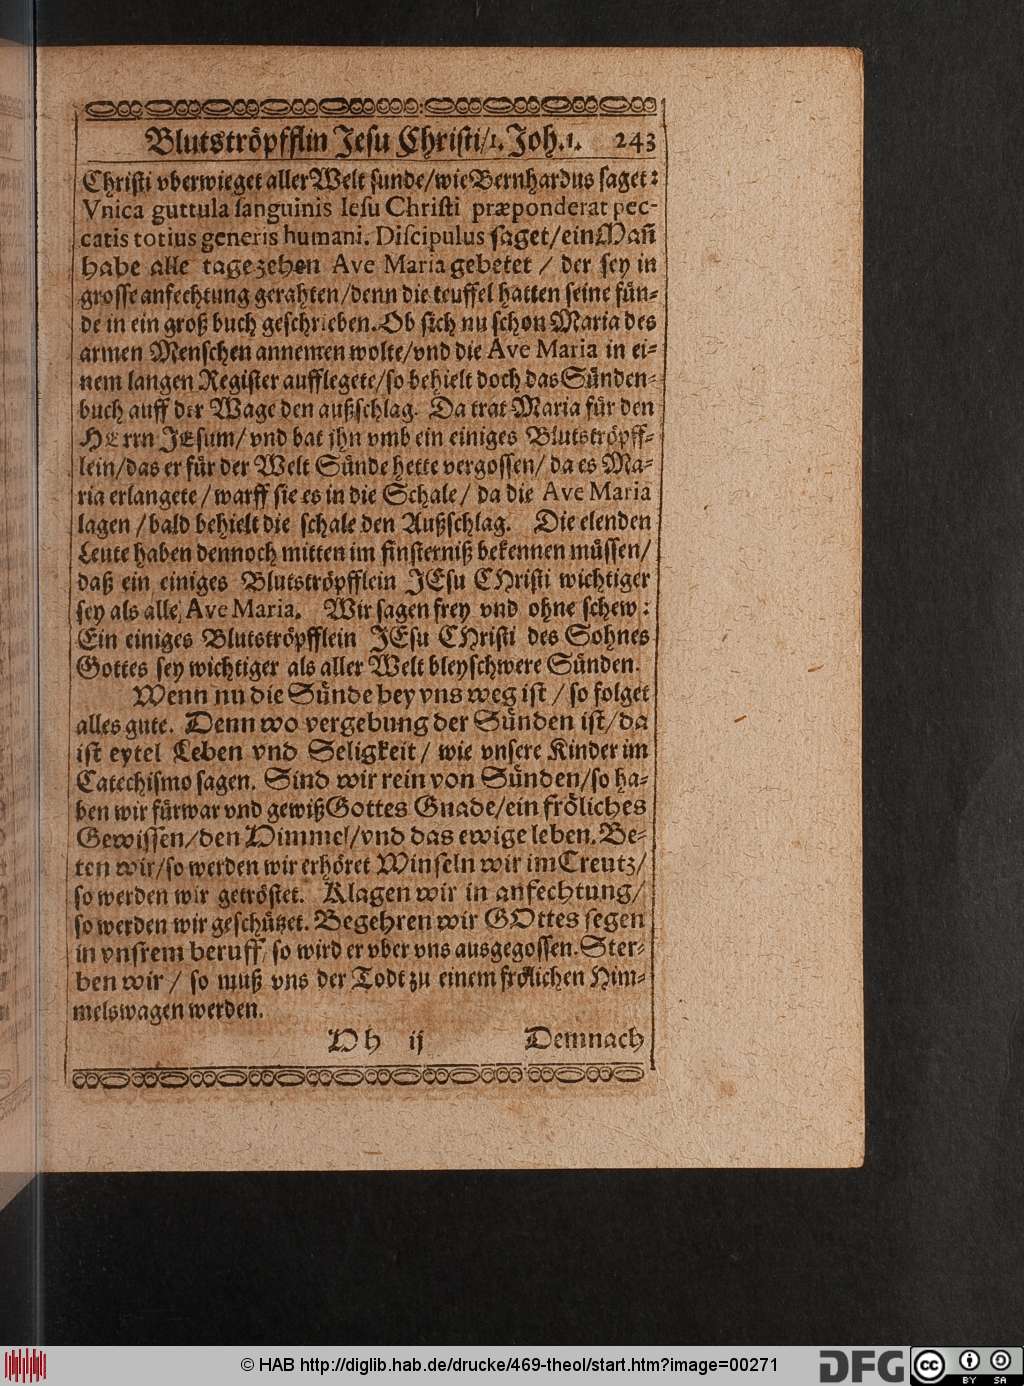 Blutströpfflin Jesu Christi/1. Joh.1. 243
Christi vberwieget aller Welt sunde/wie Bernhardus saget:
Vnica guttula sanguinis Iesu Christi præponderat pec-
catis totius generis humani. Discipulus saget/ein Mañ
habe alle tage zehen Ave Maria gebetet / der sey in
grosse anfechtung gerahten/denn die teuffel hatten seine sün-
de in ein groß buch geschrieben. Ob sich nu schon Maria des
armen Menschen annemen wolte/vnd die Ave Maria in ei-
nem langen Register aufflegete/so behielt doch das Sünden-
buch auff der Wage den außschlag. Da trat Maria für den
HErrn JEsum/vnd bat jhn vmb ein einiges Blutströpff-
lein/das er für der Welt Sünde hette vergossen/ da es Ma-
ria erlangete/warff sie es in die Schale/ da die Ave Maria
lagen/bald behielt die schale den Außschlag. Die elenden
Leute haben dennoch mitten im finsterniß bekennen müssen/
daß ein einiges Blutströpfflein JEsu CHristi wichtiger
sey als alle Ave Maria. Wir sagen frey vnd ohne schew:
Ein einiges Blutströpfflein JEsu CHristi des Sohnes
Gottes sey wichtiger als aller Welt bleyschwere Sünden.
Wenn nu die Sünde bey vns weg ist/so folget
alles gute. Denn wo vergebung der Sünden ist/da
ist eytel Leben vnd Seligkeit/ wie vnsere Kinder im
Catechismo sagen. Sind wir rein von Sünden/so ha-
ben wir fürwar vnd gewiß Gottes Gnade/ein fröliches
Gewissen/den Himmel/vnd das ewige leben. Be-
ten wir/so werden wir erhöret Winseln wir im Creutz/
so werden wir getröstet. Klagen wir in anfechtung/
so werden wir geschützet. Begehren wir GOttes segen
in vnsrem beruff/ so wird er vber vns ausgegossen. Ster-
ben wir/ so muß vns der Todt zu einem frölichen Him-
melswagen werden.
Hh ij Demnach
© HAB http://diglib.hab.de/drucke/469-theol/start.htm?image=00271
DFG cc BY SA